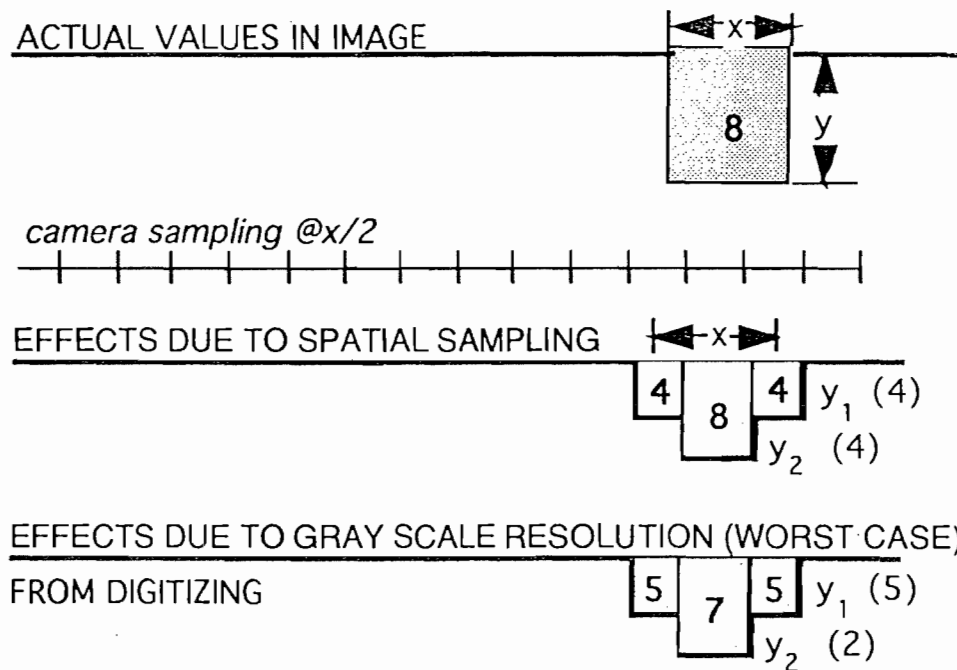 ACTUAL VALUES IN IMAGE
x
8
y
camera sampling @x/2
EFFECTS DUE TO SPATIAL SAMPLING
x
4 8 4 y1 (4)
y2 (4)
EFFECTS DUE TO GRAY SCALE RESOLUTION (WORST CASE)
FROM DIGITIZING
5 7 5 y1 (5)
y2 (2)